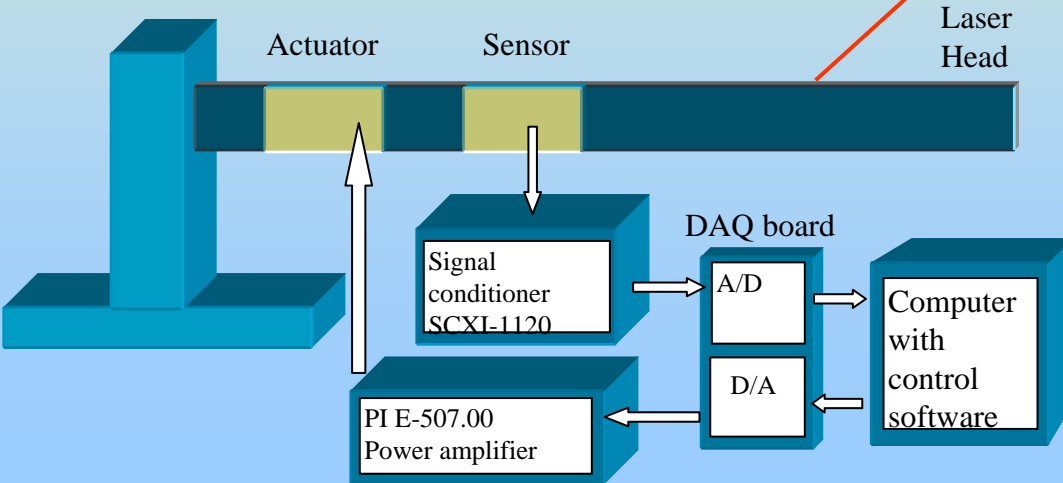 Laser
Head
Actuator
Sensor
DAQ board
Signal
conditioner
SCXI-1120
A/D
Computer
with
control
software
D/A
PI E-507.00
Power amplifier